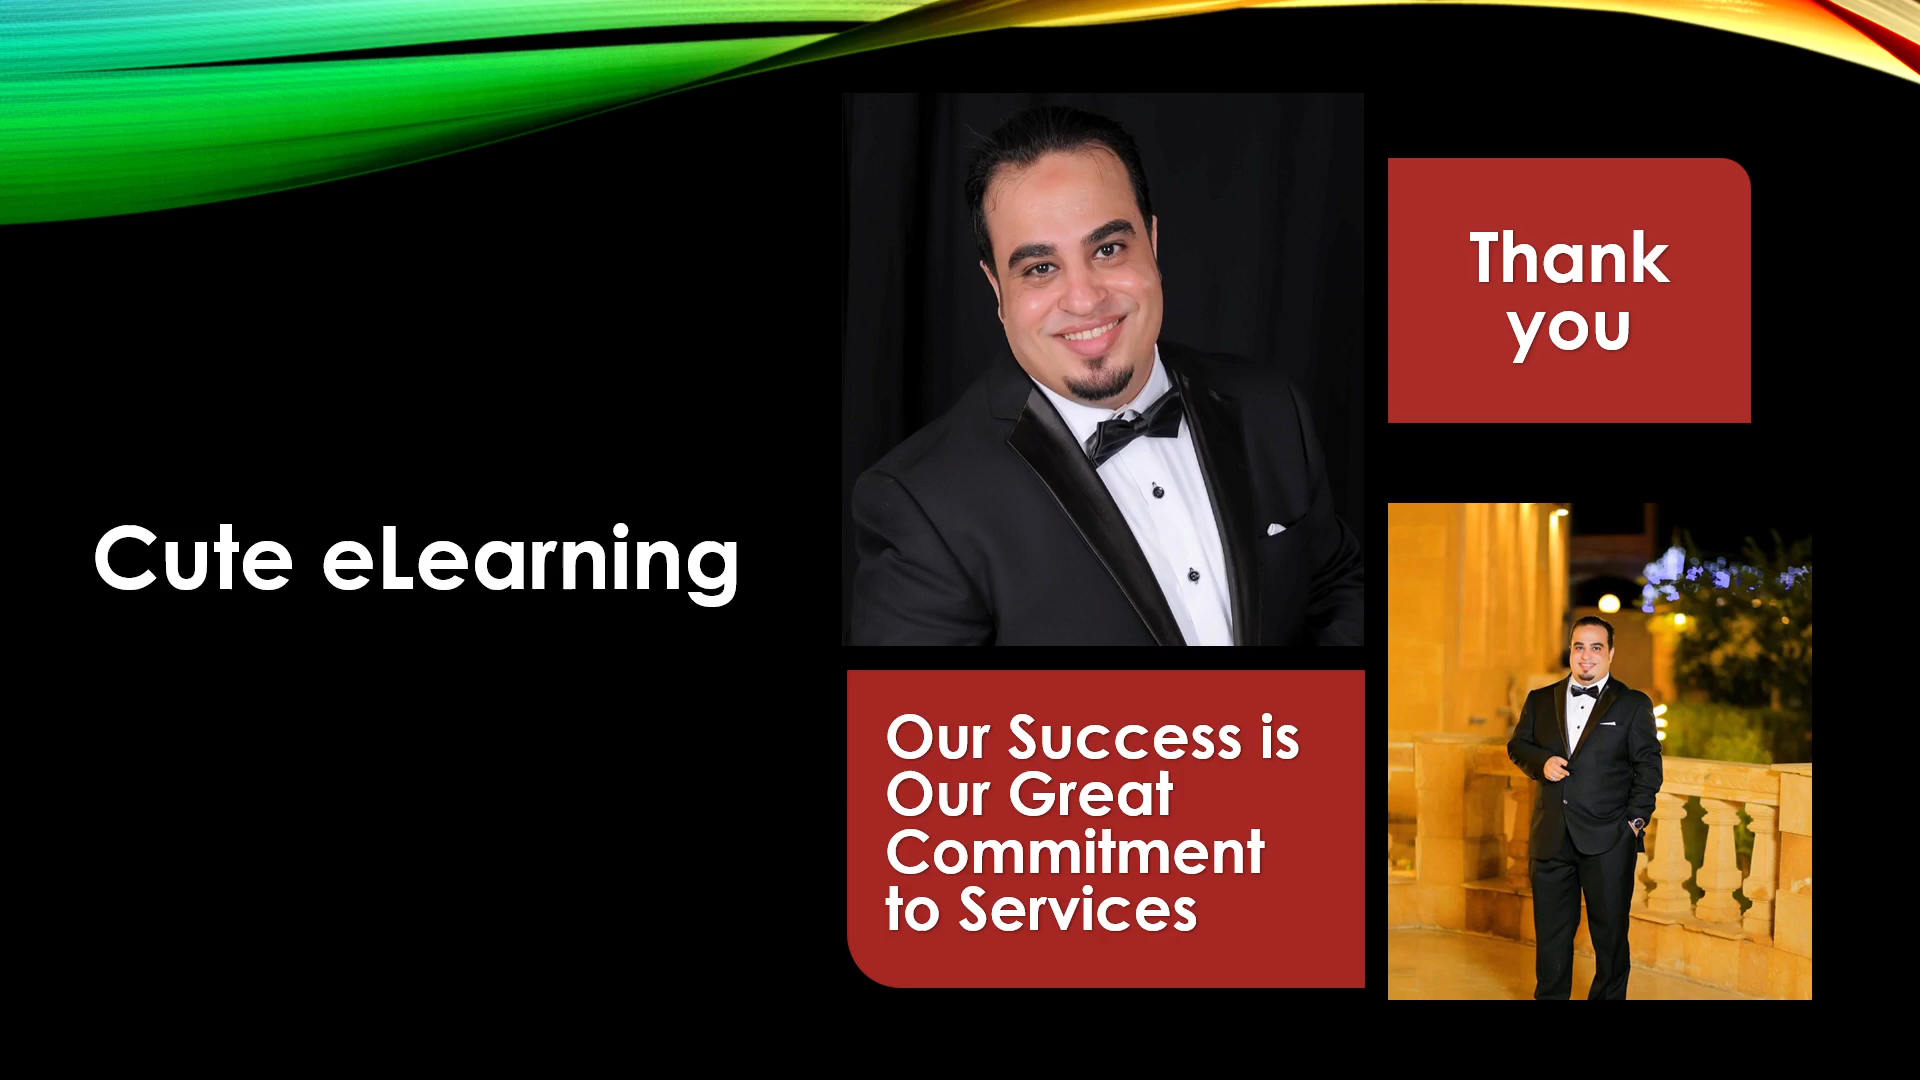 Cute eLearning
Thank
you
Our Success is
Our Great
Commitment
to Services